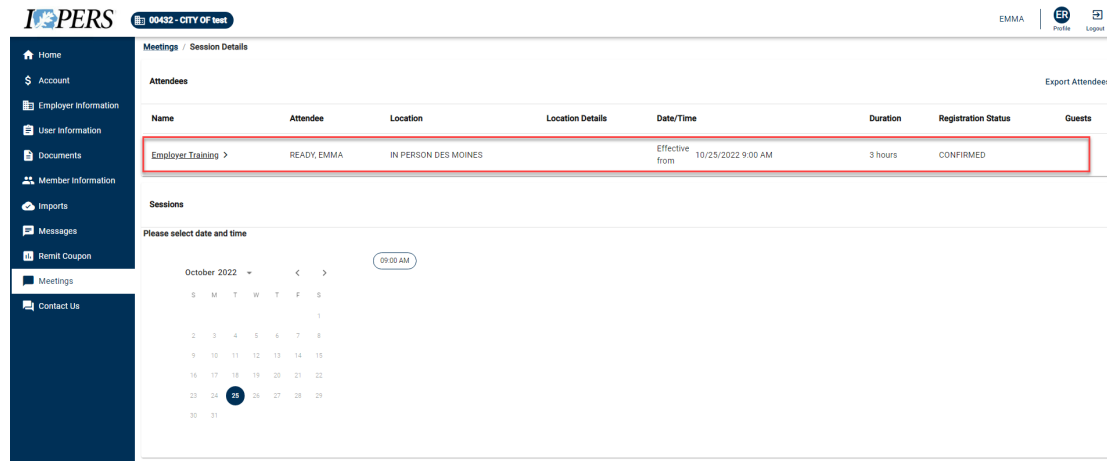 IPERS
00432 - CITY OF test
EMMA
ER
Profile
Logout
Home
Account
Employer Information
User Information
Documents
Member Information
Imports
Messages
Remit Coupon
Meetings
Contact Us
Meetings / Session Details
Attendees
Export Attendees
Name Attendee Location Location Details Date/Time Duration Registration Status Guests
Employer Training > READY, EMMA IN PERSON DES MOINES Effective from 10/25/2022 9:00 AM 3 hours CONFIRMED
Sessions
Please select date and time
October 2022
09:00 AM
S M T W T F S
1
2 3 4 5 6 7 8
9 10 11 12 13 14 15
16 17 18 19 20 21 22
23 24 25 26 27 28 29
30 31